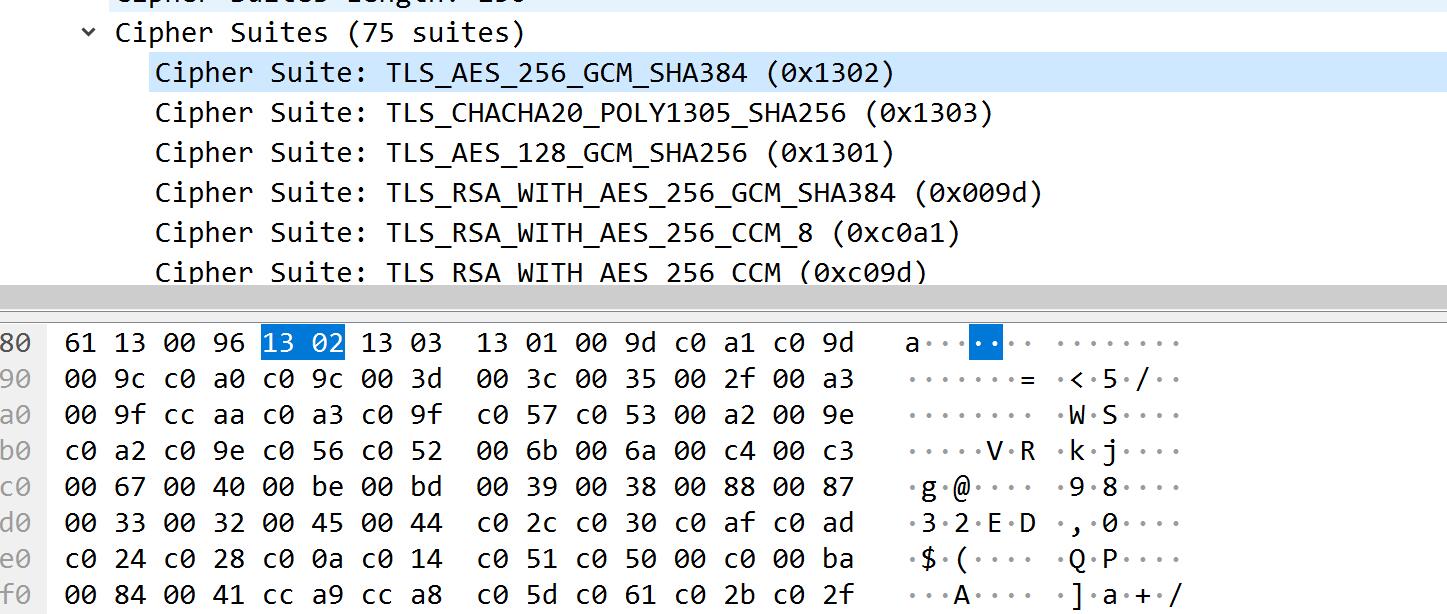 Cipher Suites Length: 150
Cipher Suites (75 suites)
Cipher Suite: TLS_AES_256_GCM_SHA384 (0x1302)
Cipher Suite: TLS_CHACHA20_POLY1305_SHA256 (0x1303)
Cipher Suite: TLS_AES_128_GCM_SHA256 (0x1301)
Cipher Suite: TLS_RSA_WITH_AES_256_GCM_SHA384 (0x009d)
Cipher Suite: TLS_RSA_WITH_AES_256_CCM_8 (0xc0a1)
Cipher Suite: TLS_RSA_WITH_AES_256_CCM (0xc09d)
80 61 13 00 96 13 02 13 03 13 01 00 9d c0 a1 c0 9d a······· ········
90 00 9c c0 a0 c0 9c 00 3d 00 3c 00 35 00 2f 00 a3 ·······= ·<·5·/··
a0 00 9f cc aa c0 a3 c0 9f c0 57 c0 53 00 a2 00 9e ········ ·W·S····
b0 c0 a2 c0 9e c0 56 c0 52 00 6b 00 6a 00 c4 00 c3 ·····V·R ·k·j····
c0 00 67 00 40 00 be 00 bd 00 39 00 38 00 88 00 87 ·g·@···· ·9·8····
d0 00 33 00 32 00 45 00 44 c0 2c c0 30 c0 af c0 ad ·3·2·E·D ·,·0····
e0 c0 24 c0 28 c0 0a c0 14 c0 51 c0 50 00 c0 00 ba ·$·(···· ·Q·P····
f0 00 84 00 41 cc a9 cc a8 c0 5d c0 61 c0 2b c0 2f ···A···· ·]·a·+·/